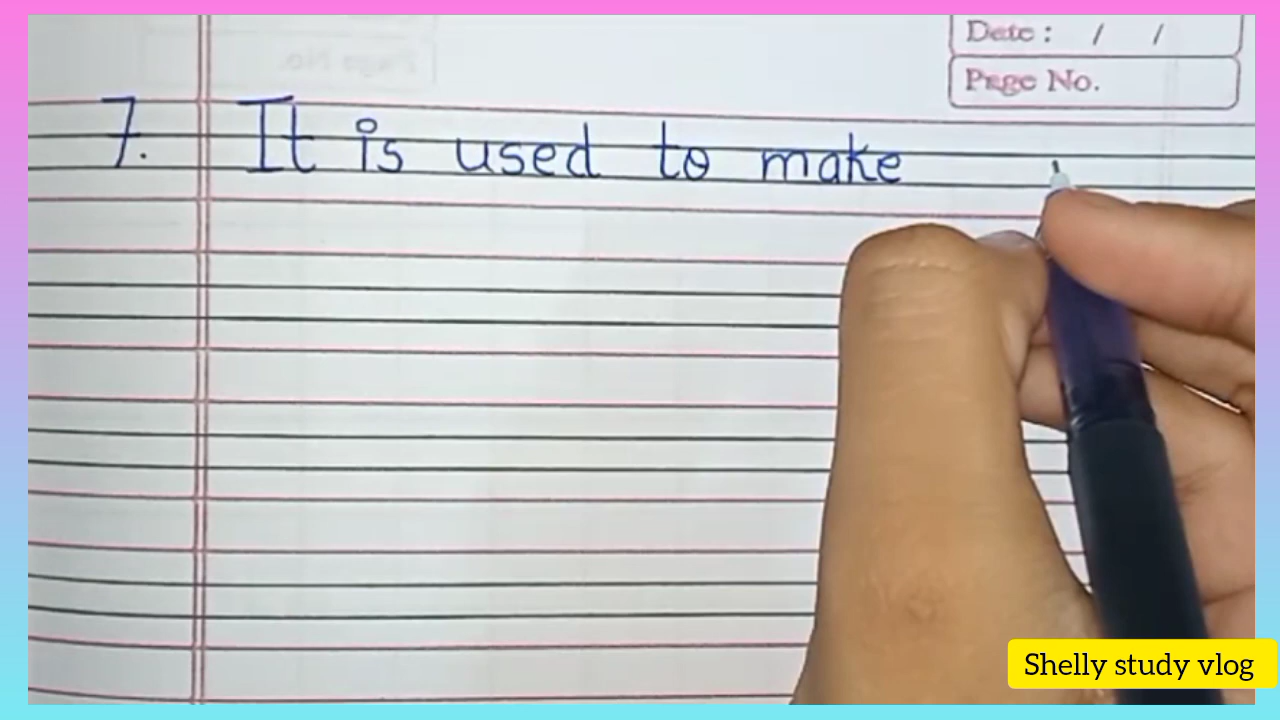 Date : / /
Page No.
7. It is used to make
Shelly study vlog